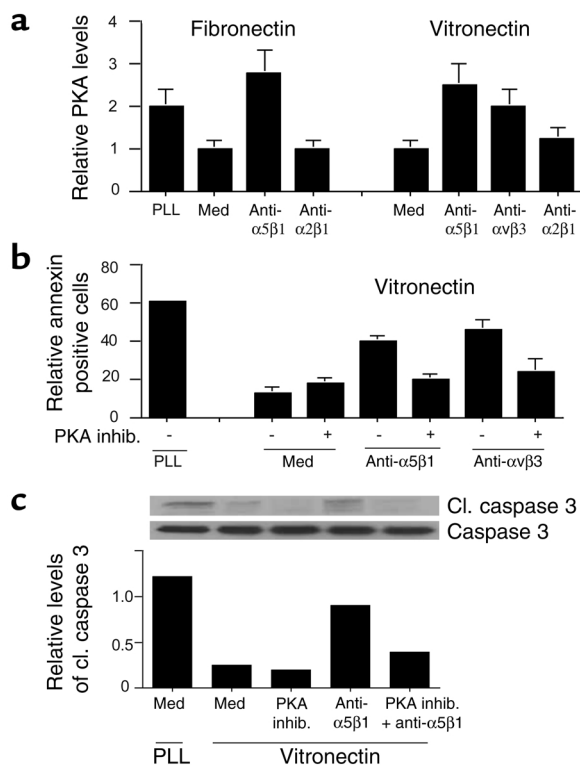 a
Fibronectin Vitronectin
Relative PKA levels
4
3
2
1
0
PLL Med Anti-α5β1 Anti-α2β1 Med Anti-α5β1 Anti-αvβ3 Anti-α2β1
b
Vitronectin
Relative annexin
positive cells
80
60
40
20
0
PKA inhib. - - + - + - +
PLL Med Anti-α5β1 Anti-αvβ3
c
Cl. caspase 3
Caspase 3
Relative levels
of cl. caspase 3
1.0
0.5
0
Med Med PKA Anti- PKA inhib.
inhib. α5β1 + anti-α5β1
PLL Vitronectin